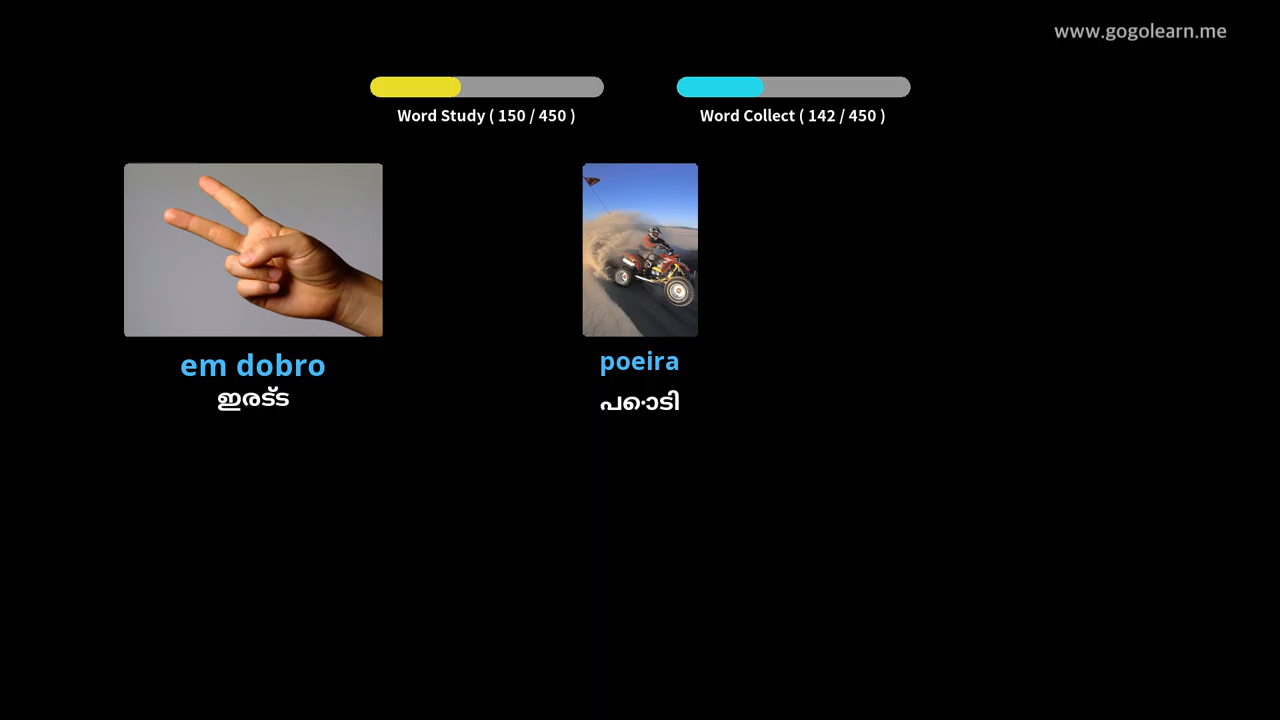 www.gogolearn.me
Word Study ( 150 / 450 )
Word Collect ( 142 / 450 )
em dobro
ഇരട്ട
poeira
പൊടി